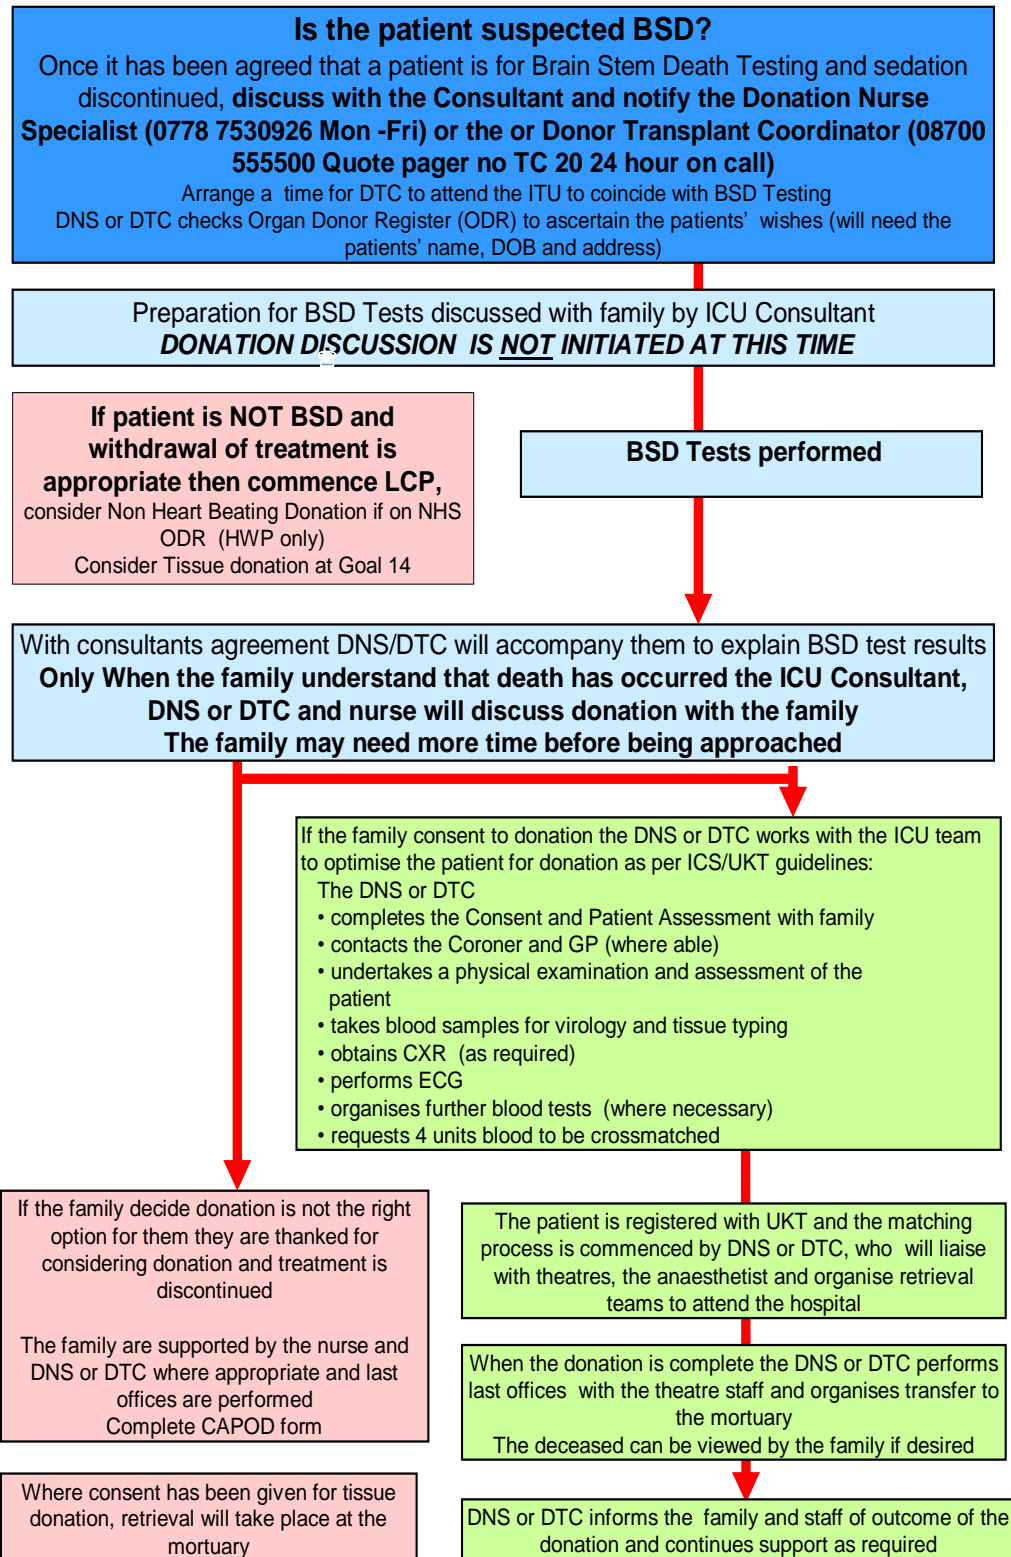 Is the patient suspected BSD?
Once it has been agreed that a patient is for Brain Stem Death Testing and sedation
discontinued, discuss with the Consultant and notify the Donation Nurse
Specialist (0778 7530926 Mon -Fri) or the or Donor Transplant Coordinator (08700
555500 Quote pager no TC 20 24 hour on call)
Arrange a time for DTC to attend the ITU to coincide with BSD Testing
DNS or DTC checks Organ Donor Register (ODR) to ascertain the patients' wishes (will need the
patients' name, DOB and address)
Preparation for BSD Tests discussed with family by ICU Consultant
DONATION DISCUSSION IS NOT INITIATED AT THIS TIME
If patient is NOT BSD and
withdrawal of treatment is
appropriate then commence LCP,
consider Non Heart Beating Donation if on NHS
ODR (HWP only)
Consider Tissue donation at Goal 14
BSD Tests performed
With consultants agreement DNS/DTC will accompany them to explain BSD test results
Only When the family understand that death has occurred the ICU Consultant,
DNS or DTC and nurse will discuss donation with the family
The family may need more time before being approached
If the family consent to donation the DNS or DTC works with the ICU team
to optimise the patient for donation as per ICS/UKT guidelines:
The DNS or DTC
• completes the Consent and Patient Assessment with family
• contacts the Coroner and GP (where able)
• undertakes a physical examination and assessment of the
patient
• takes blood samples for virology and tissue typing
• obtains CXR (as required)
• performs ECG
• organises further blood tests (where necessary)
• requests 4 units blood to be crossmatched
If the family decide donation is not the right
option for them they are thanked for
considering donation and treatment is
discontinued
The family are supported by the nurse and
DNS or DTC where appropriate and last
offices are performed
Complete CAPOD form
The patient is registered with UKT and the matching
process is commenced by DNS or DTC, who will liaise
with theatres, the anaesthetist and organise retrieval
teams to attend the hospital
When the donation is complete the DNS or DTC performs
last offices with the theatre staff and organises transfer to
the mortuary
The deceased can be viewed by the family if desired
Where consent has been given for tissue
donation, retrieval will take place at the
mortuary
DNS or DTC informs the family and staff of outcome of the
donation and continues support as required